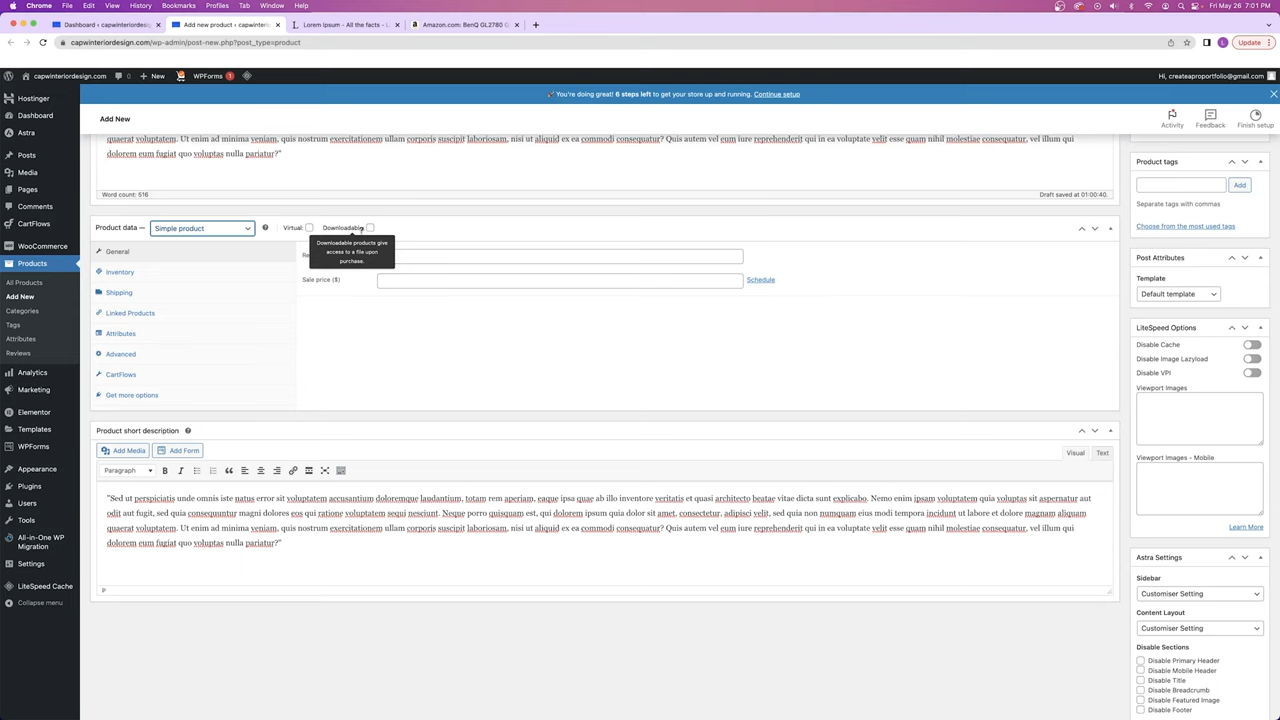 Chrome File Edit View History Bookmarks Profiles Tab Window Help
Fri May 26 7:01 PM
Dashboard ‹ capwinteriordesign
Add new product ‹ capwinterior
Lorem Ipsum - All the facts - L
Amazon.com: BenQ GL2780
capwinteriordesign.com/wp-admin/post-new.php?post_type=product
Update
capwinteriordesign.com 0 New WPForms 1
Hi, createaproportfolio@gmail.com
You're doing great! 6 steps left to get your store up and running. Continue setup
Add New
Activity Feedback Finish setup
Hostinger
Dashboard
Astra
Posts
Media
Pages
Comments
CartFlows
WooCommerce
Products
All Products
Add New
Categories
Tags
Attributes
Reviews
Analytics
Marketing
Elementor
Templates
WPForms
Appearance
Plugins
Users
Tools
All-in-One WP
Migration
Settings
LiteSpeed Cache
Collapse menu
quaerat voluptatem. Ut enim ad minima veniam, quis nostrum exercitationem ullam corporis suscipit laboriosam, nisi ut aliquid ex ea commodi consequatur? Quis autem vel eum iure reprehenderit qui in ea voluptate velit esse quam nihil molestiae consequatur, vel illum qui
dolorem eum fugiat quo voluptas nulla pariatur?"
Word count: 516
Draft saved at 01:00:40.
Product data —
Simple product
Virtual:
Downloadable
Downloadable products give
access to a file upon
purchase.
General
Inventory
Shipping
Linked Products
Attributes
Advanced
CartFlows
Get more options
Re
Sale price ($)
Schedule
Product short description
Add Media
Add Form
Visual
Text
Paragraph
B I
"Sed ut perspiciatis unde omnis iste natus error sit voluptatem accusantium doloremque laudantium, totam rem aperiam, eaque ipsa quae ab illo inventore veritatis et quasi architecto beatae vitae dicta sunt explicabo. Nemo enim ipsam voluptatem quia voluptas sit aspernatur aut
odit aut fugit, sed quia consequuntur magni dolores eos qui ratione voluptatem sequi nesciunt. Neque porro quisquam est, qui dolorem ipsum quia dolor sit amet, consectetur, adipisci velit, sed quia non numquam eius modi tempora incidunt ut labore et dolore magnam aliquam
quaerat voluptatem. Ut enim ad minima veniam, quis nostrum exercitationem ullam corporis suscipit laboriosam, nisi ut aliquid ex ea commodi consequatur? Quis autem vel eum iure reprehenderit qui in ea voluptate velit esse quam nihil molestiae consequatur, vel illum qui
dolorem eum fugiat quo voluptas nulla pariatur?"
P
Product tags
Add
Separate tags with commas
Choose from the most used tags
Post Attributes
Template
Default template
LiteSpeed Options
Disable Cache
Disable Image Lazyload
Disable VPI
Viewport Images
Viewport Images - Mobile
Learn More
Astra Settings
Sidebar
Customiser Setting
Content Layout
Customiser Setting
Disable Sections
Disable Primary Header
Disable Mobile Header
Disable Title
Disable Breadcrumb
Disable Featured Image
Disable Footer